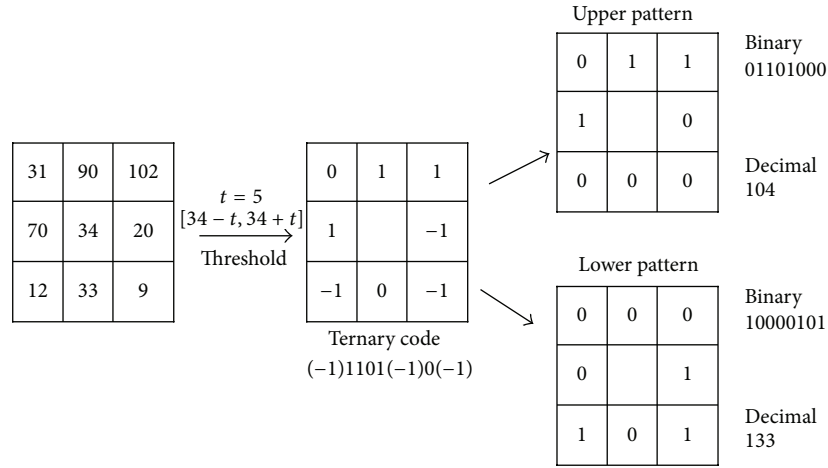 31 90 102
70 34 20
12 33 9
t = 5
[34 − t, 34 + t]
Threshold
0 1 1
1 −1
−1 0 −1
Ternary code
(−1)1101(−1)0(−1)
Upper pattern
0 1 1
1 0
0 0 0
Binary
01101000
Decimal
104
Lower pattern
0 0 0
0 1
1 0 1
Binary
10000101
Decimal
133